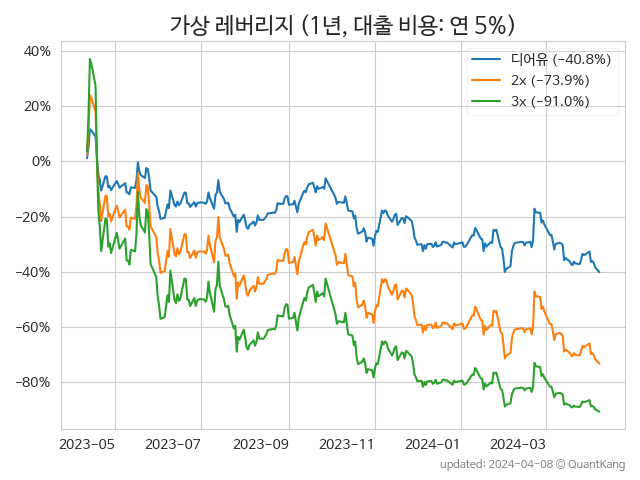 가상 레버리지 (1년, 대출 비용: 연 5%)
디어유 (−40.8%)
2x (−73.9%)
3x (−91.0%)
40%
20%
0%
−20%
−40%
−60%
−80%
2023-05 2023-07 2023-09 2023-11 2024-01 2024-03
updated: 2024-04-08 ⓒ QuantKang